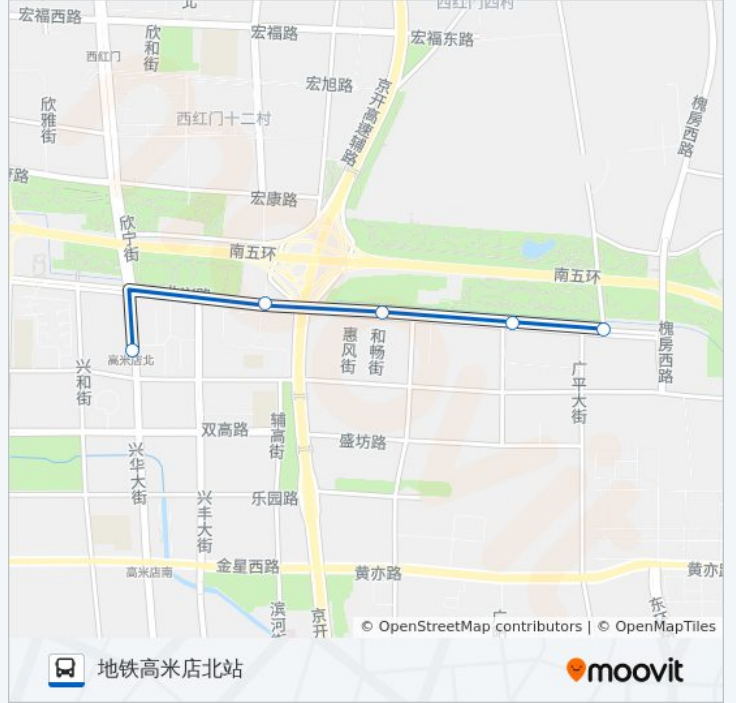 宏福西路
北
西红门四村
欣和街
宏福路
宏福东路
西红门
宏旭路
京开高速辅路
欣雅街
西红门十二村
槐房西路
宏康路
欣宁街
南五环
南五环
惠风街
和畅街
槐房西路
高米店北
兴和街
广平大街
双高路
辅高街
盛坊路
兴华大街
兴丰大街
乐园路
金星西路
高米店南
黄亦路
黄亦
滨河
京开
© OpenStreetMap contributors | © OpenMapTiles
地铁高米店北站
moovit